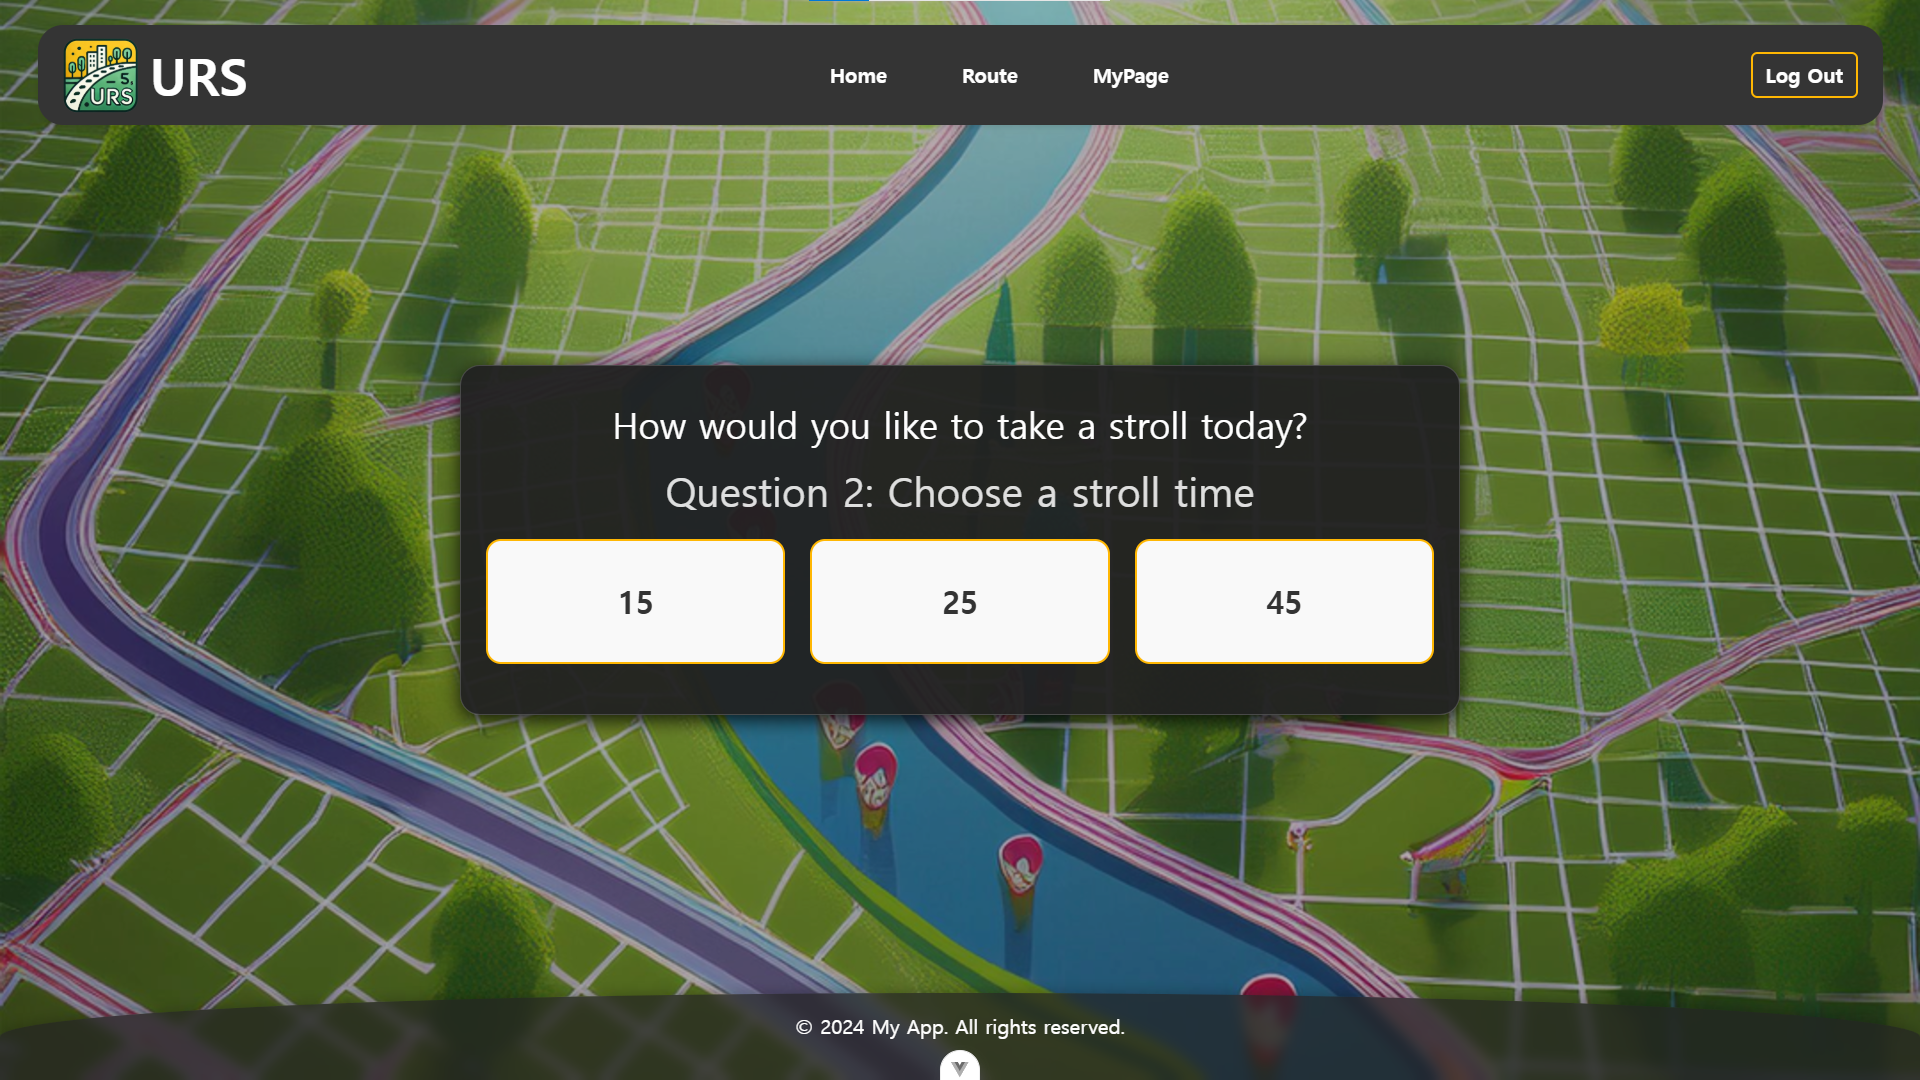 URS
URS
Home
Route
MyPage
Log Out
How would you like to take a stroll today?
Question 2: Choose a stroll time
15
25
45
© 2024 My App. All rights reserved.